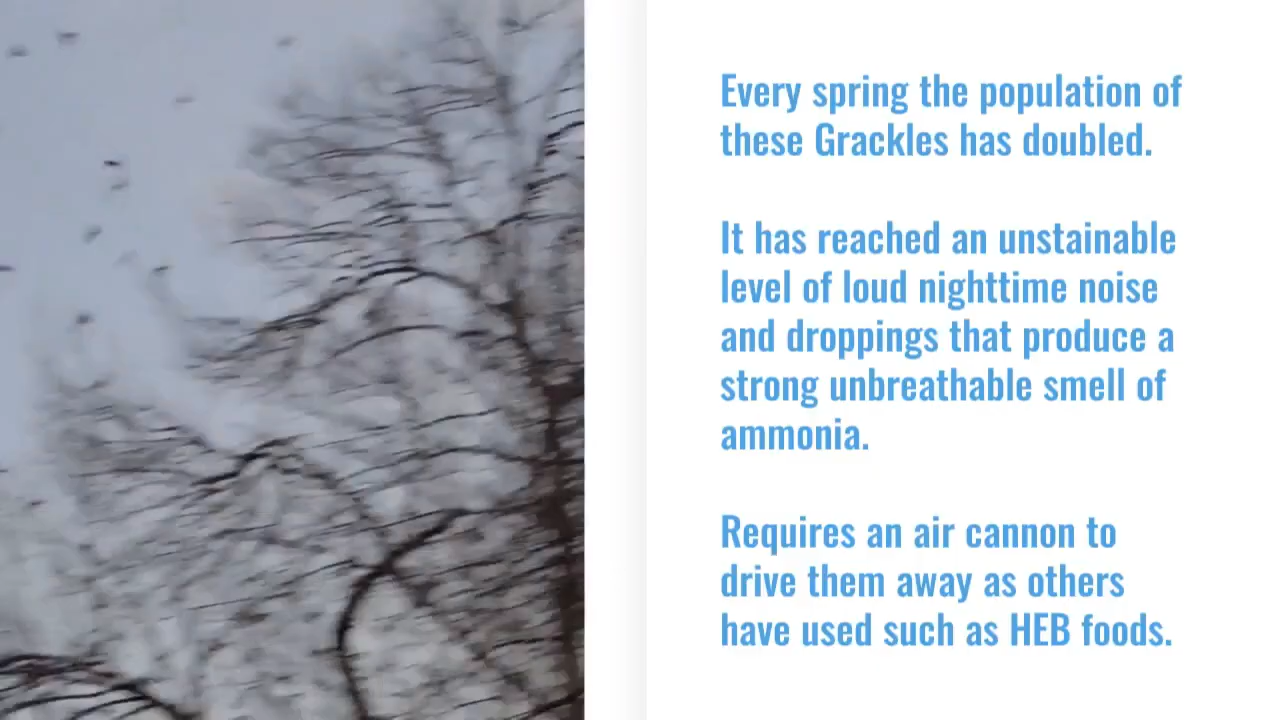 Every spring the population of
these Grackles has doubled.
It has reached an unstainable
level of loud nighttime noise
and droppings that produce a
strong unbreathable smell of
ammonia.
Requires an air cannon to
drive them away as others
have used such as HEB foods.